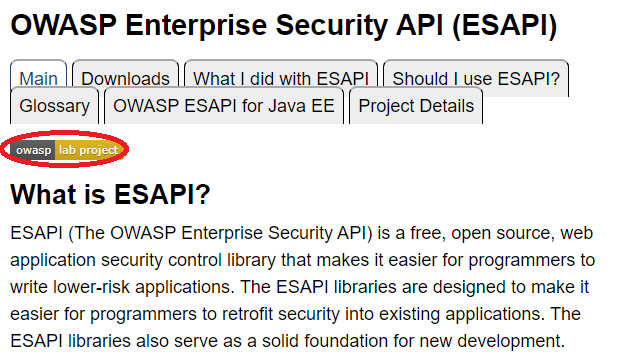 OWASP Enterprise Security API (ESAPI)
Main Downloads What I did with ESAPI Should I use ESAPI?
Glossary OWASP ESAPI for Java EE Project Details
owasp lab project
What is ESAPI?
ESAPI (The OWASP Enterprise Security API) is a free, open source, web
application security control library that makes it easier for programmers to
write lower-risk applications. The ESAPI libraries are designed to make it
easier for programmers to retrofit security into existing applications. The
ESAPI libraries also serve as a solid foundation for new development.